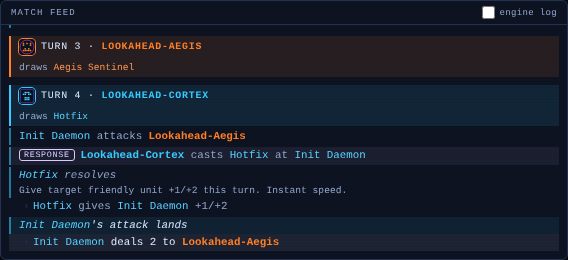 MATCH FEED
engine log
TURN 3 · LOOKAHEAD-AEGIS
draws Aegis Sentinel
TURN 4 · LOOKAHEAD-CORTEX
draws Hotfix
Init Daemon attacks Lookahead-Aegis
RESPONSE Lookahead-Cortex casts Hotfix at Init Daemon
Hotfix resolves
Give target friendly unit +1/+2 this turn. Instant speed.
Hotfix gives Init Daemon +1/+2
Init Daemon's attack lands
Init Daemon deals 2 to Lookahead-Aegis